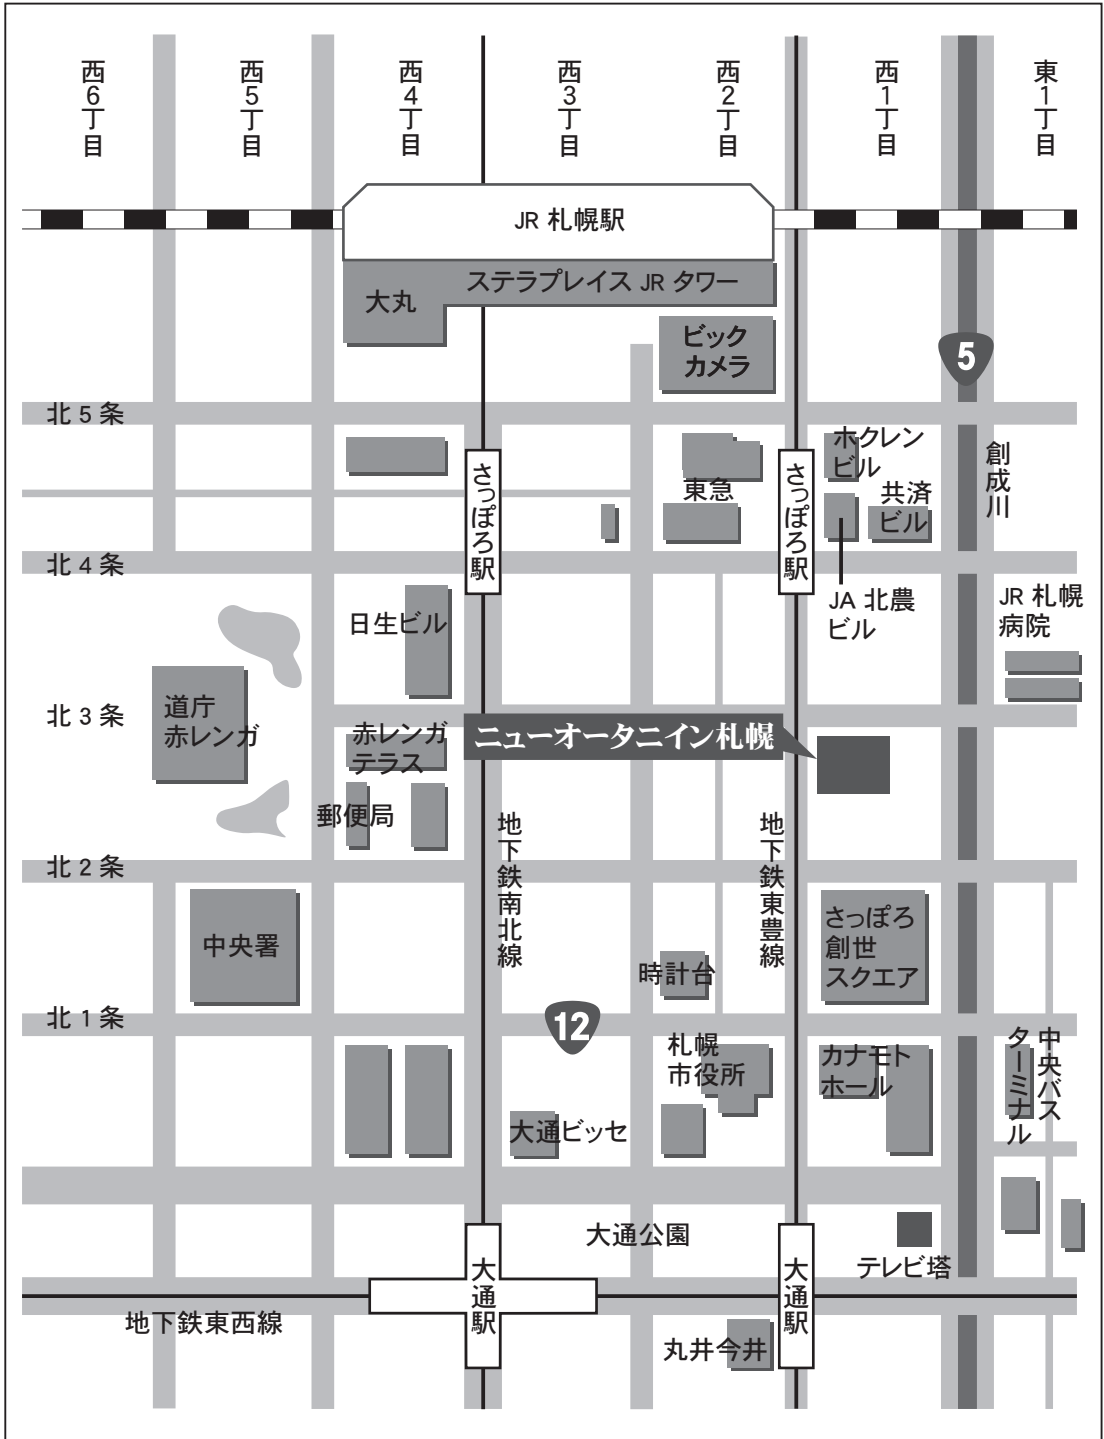 西6丁目
西5丁目
西4丁目
西3丁目
西2丁目
西1丁目
東1丁目
JR 札幌駅
ステラプレイス JR タワー
大丸
ビック
カメラ
5
北5条
ホクレン
ビル
創成川
さっぽろ駅
東急
さっぽろ駅
共済
ビル
北4条
JA 北農
ビル
JR 札幌
病院
日生ビル
道庁
赤レンガ
北3条
赤レンガ
テラス
ニューオータニイン札幌
郵便局
地下鉄南北線
地下鉄東豊線
北2条
中央署
さっぽろ
創世
スクエア
時計台
北1条
12
札幌
市役所
カナモト
ホール
中央バス
ターミナル
大通ビッセ
大通公園
テレビ塔
大通駅
大通駅
地下鉄東西線
丸井今井